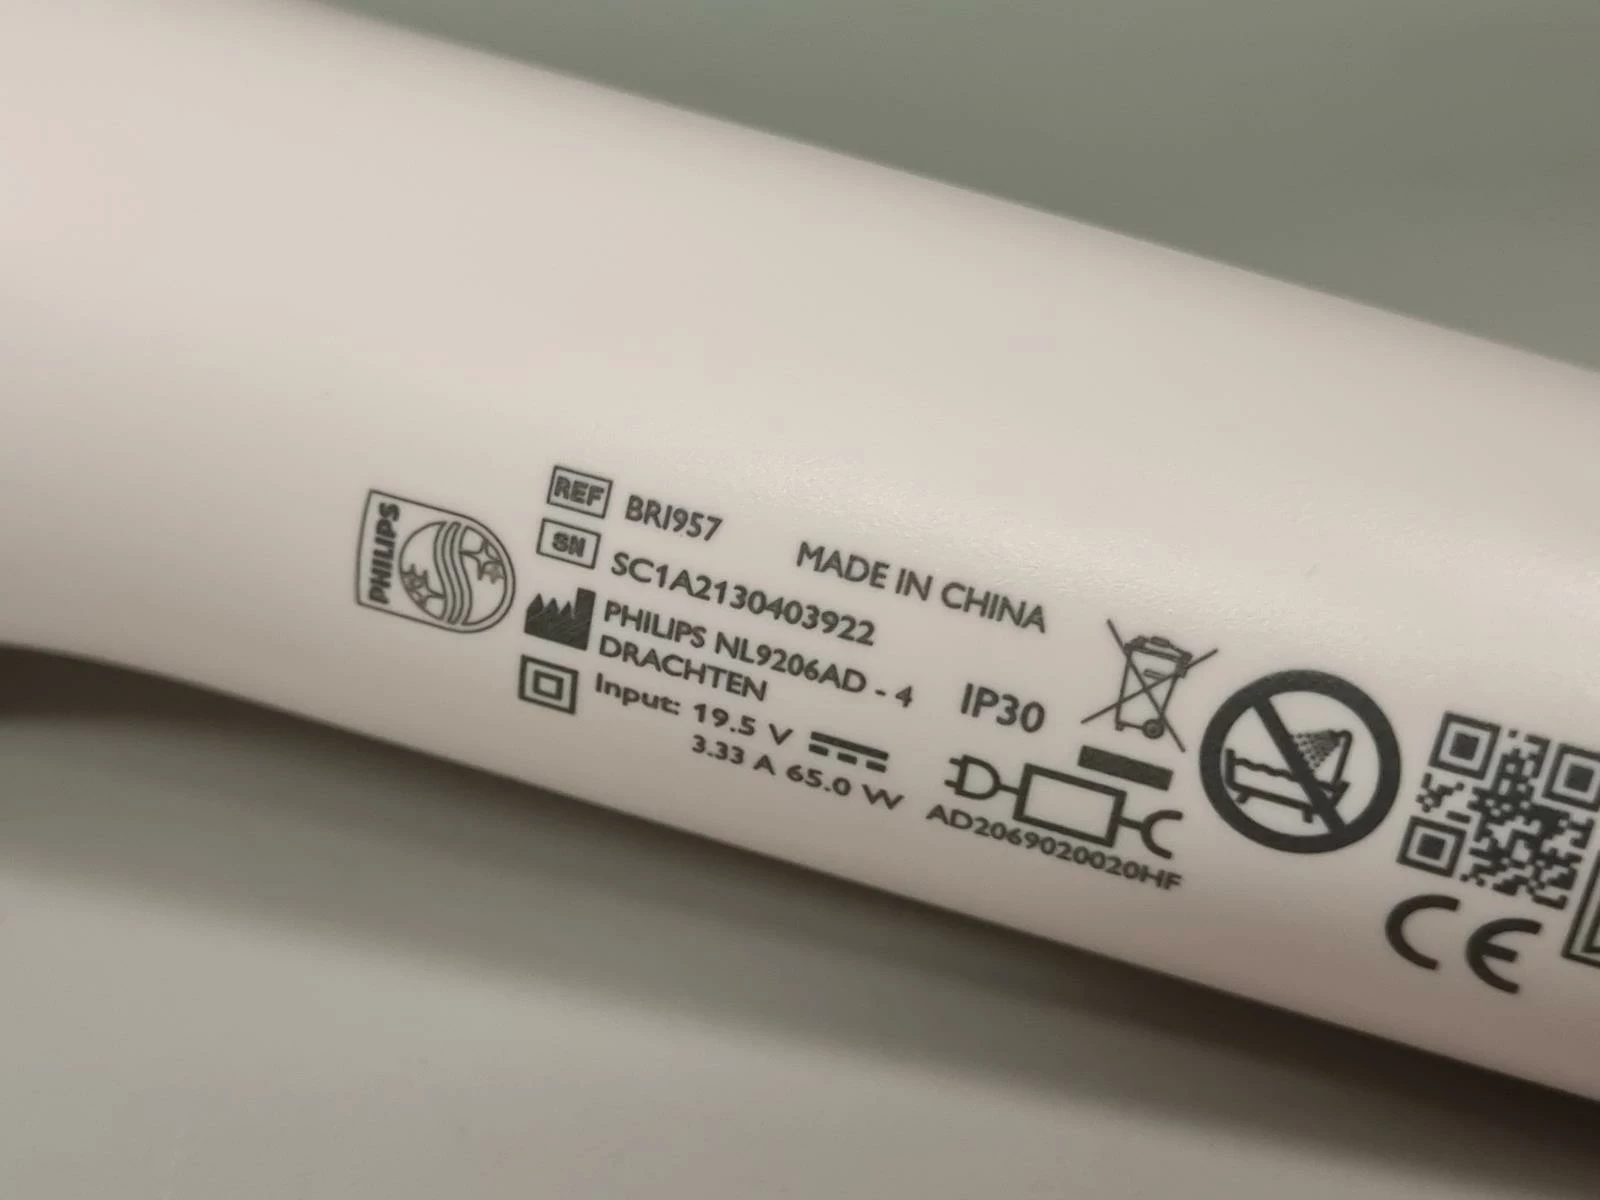 PHILIPS
REF BRI957
SN SC1A2130403922
MADE IN CHINA
PHILIPS NL9206AD - 4
DRACHTEN
Input: 19.5 V
3.33 A 65.0 W
IP30
AD2069020020HF
CE